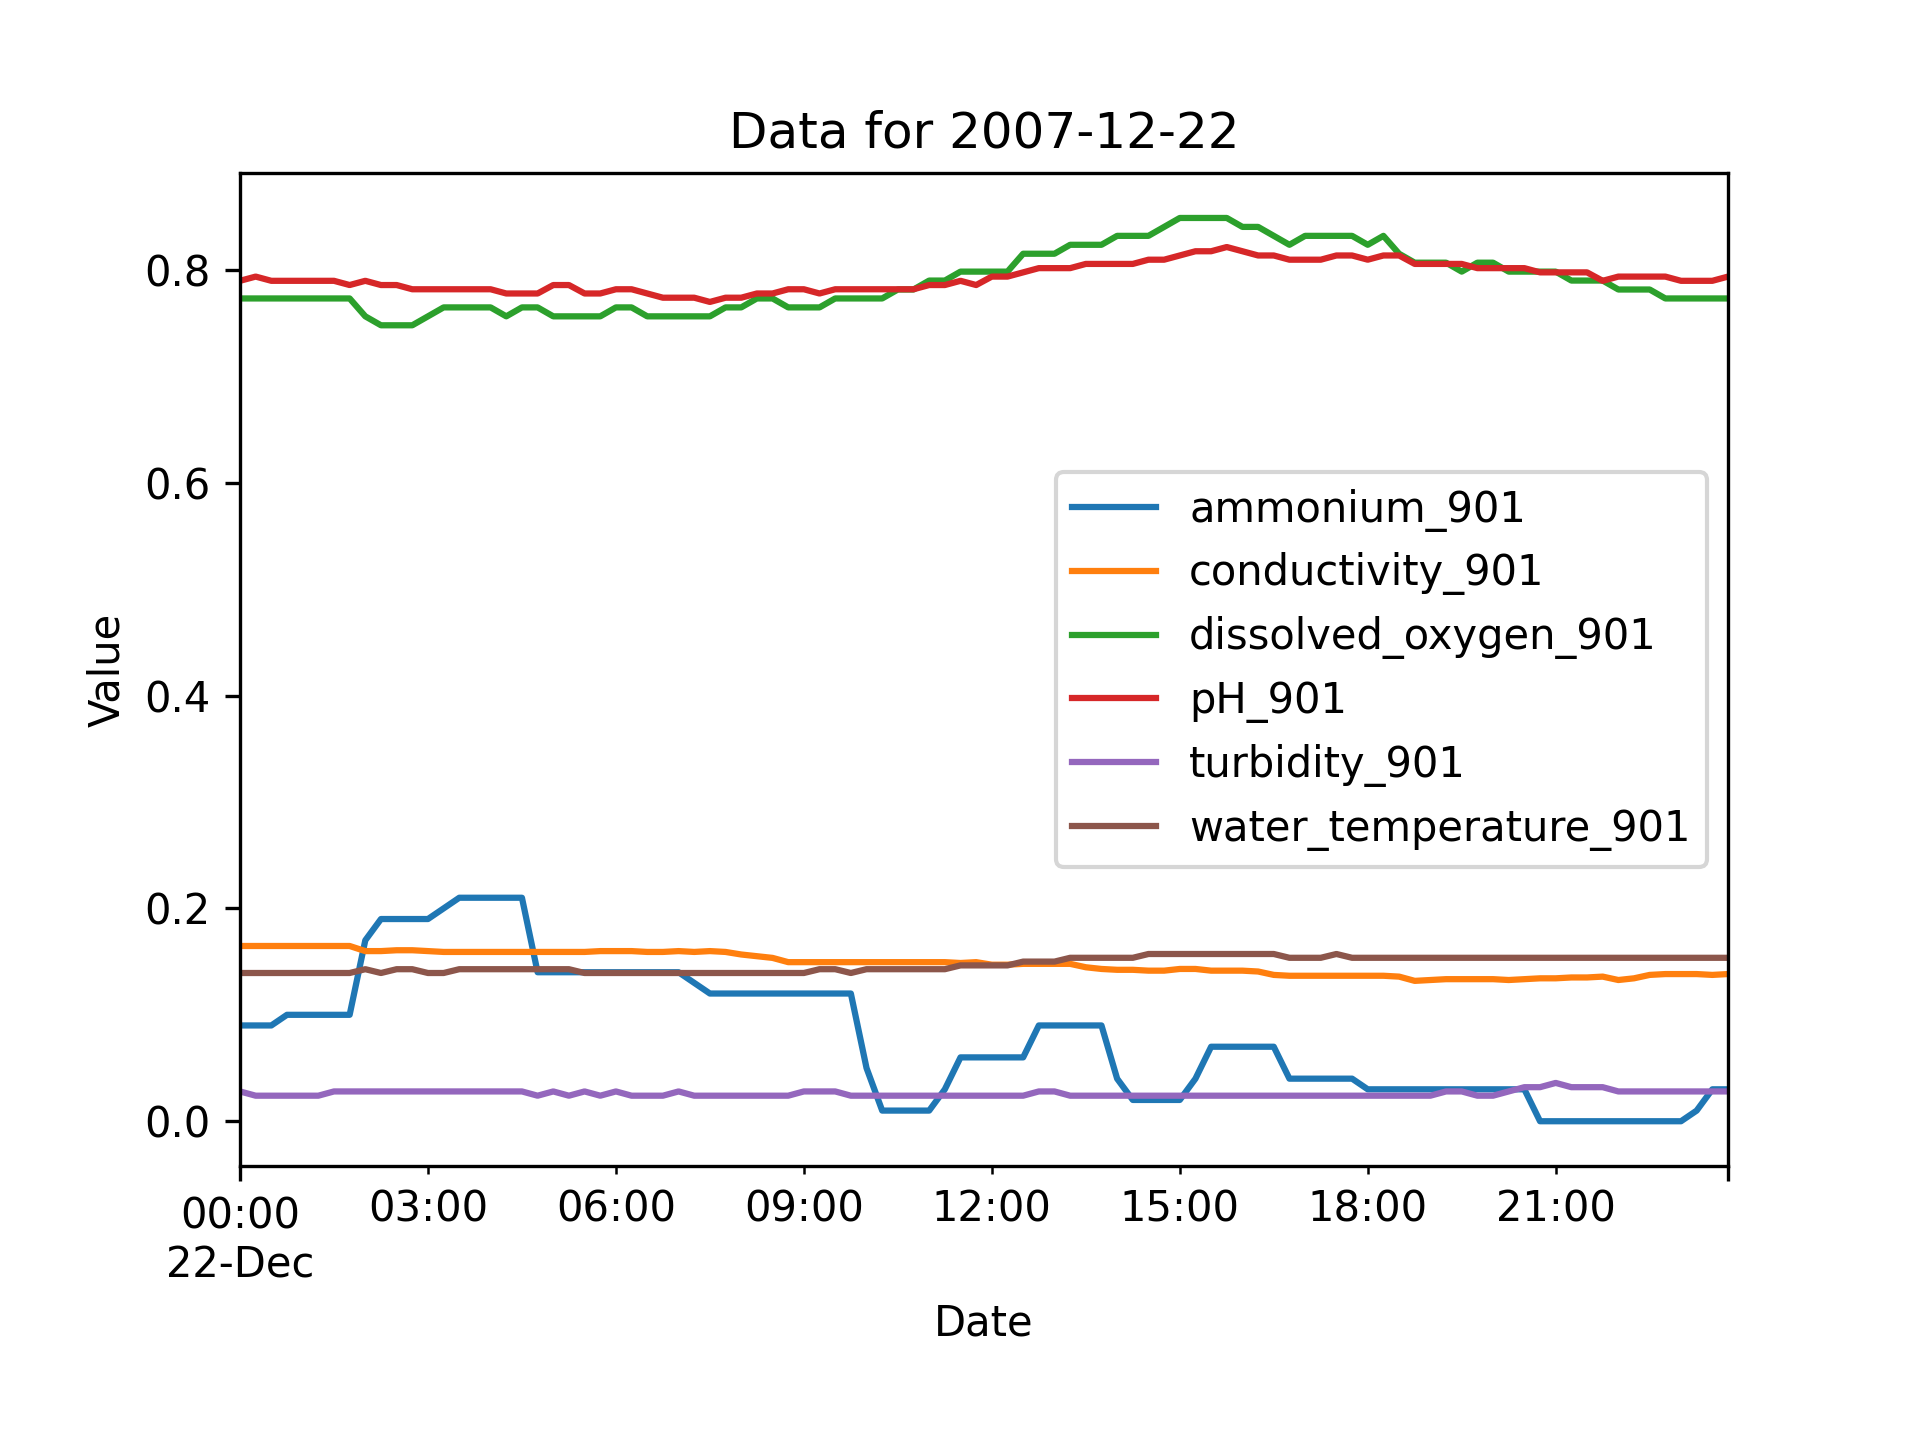 Data for 2007-12-22
0.8
0.6
0.4
0.2
0.0
Value
ammonium_901
conductivity_901
dissolved_oxygen_901
pH_901
turbidity_901
water_temperature_901
00:00 03:00 06:00 09:00 12:00 15:00 18:00 21:00
22-Dec
Date